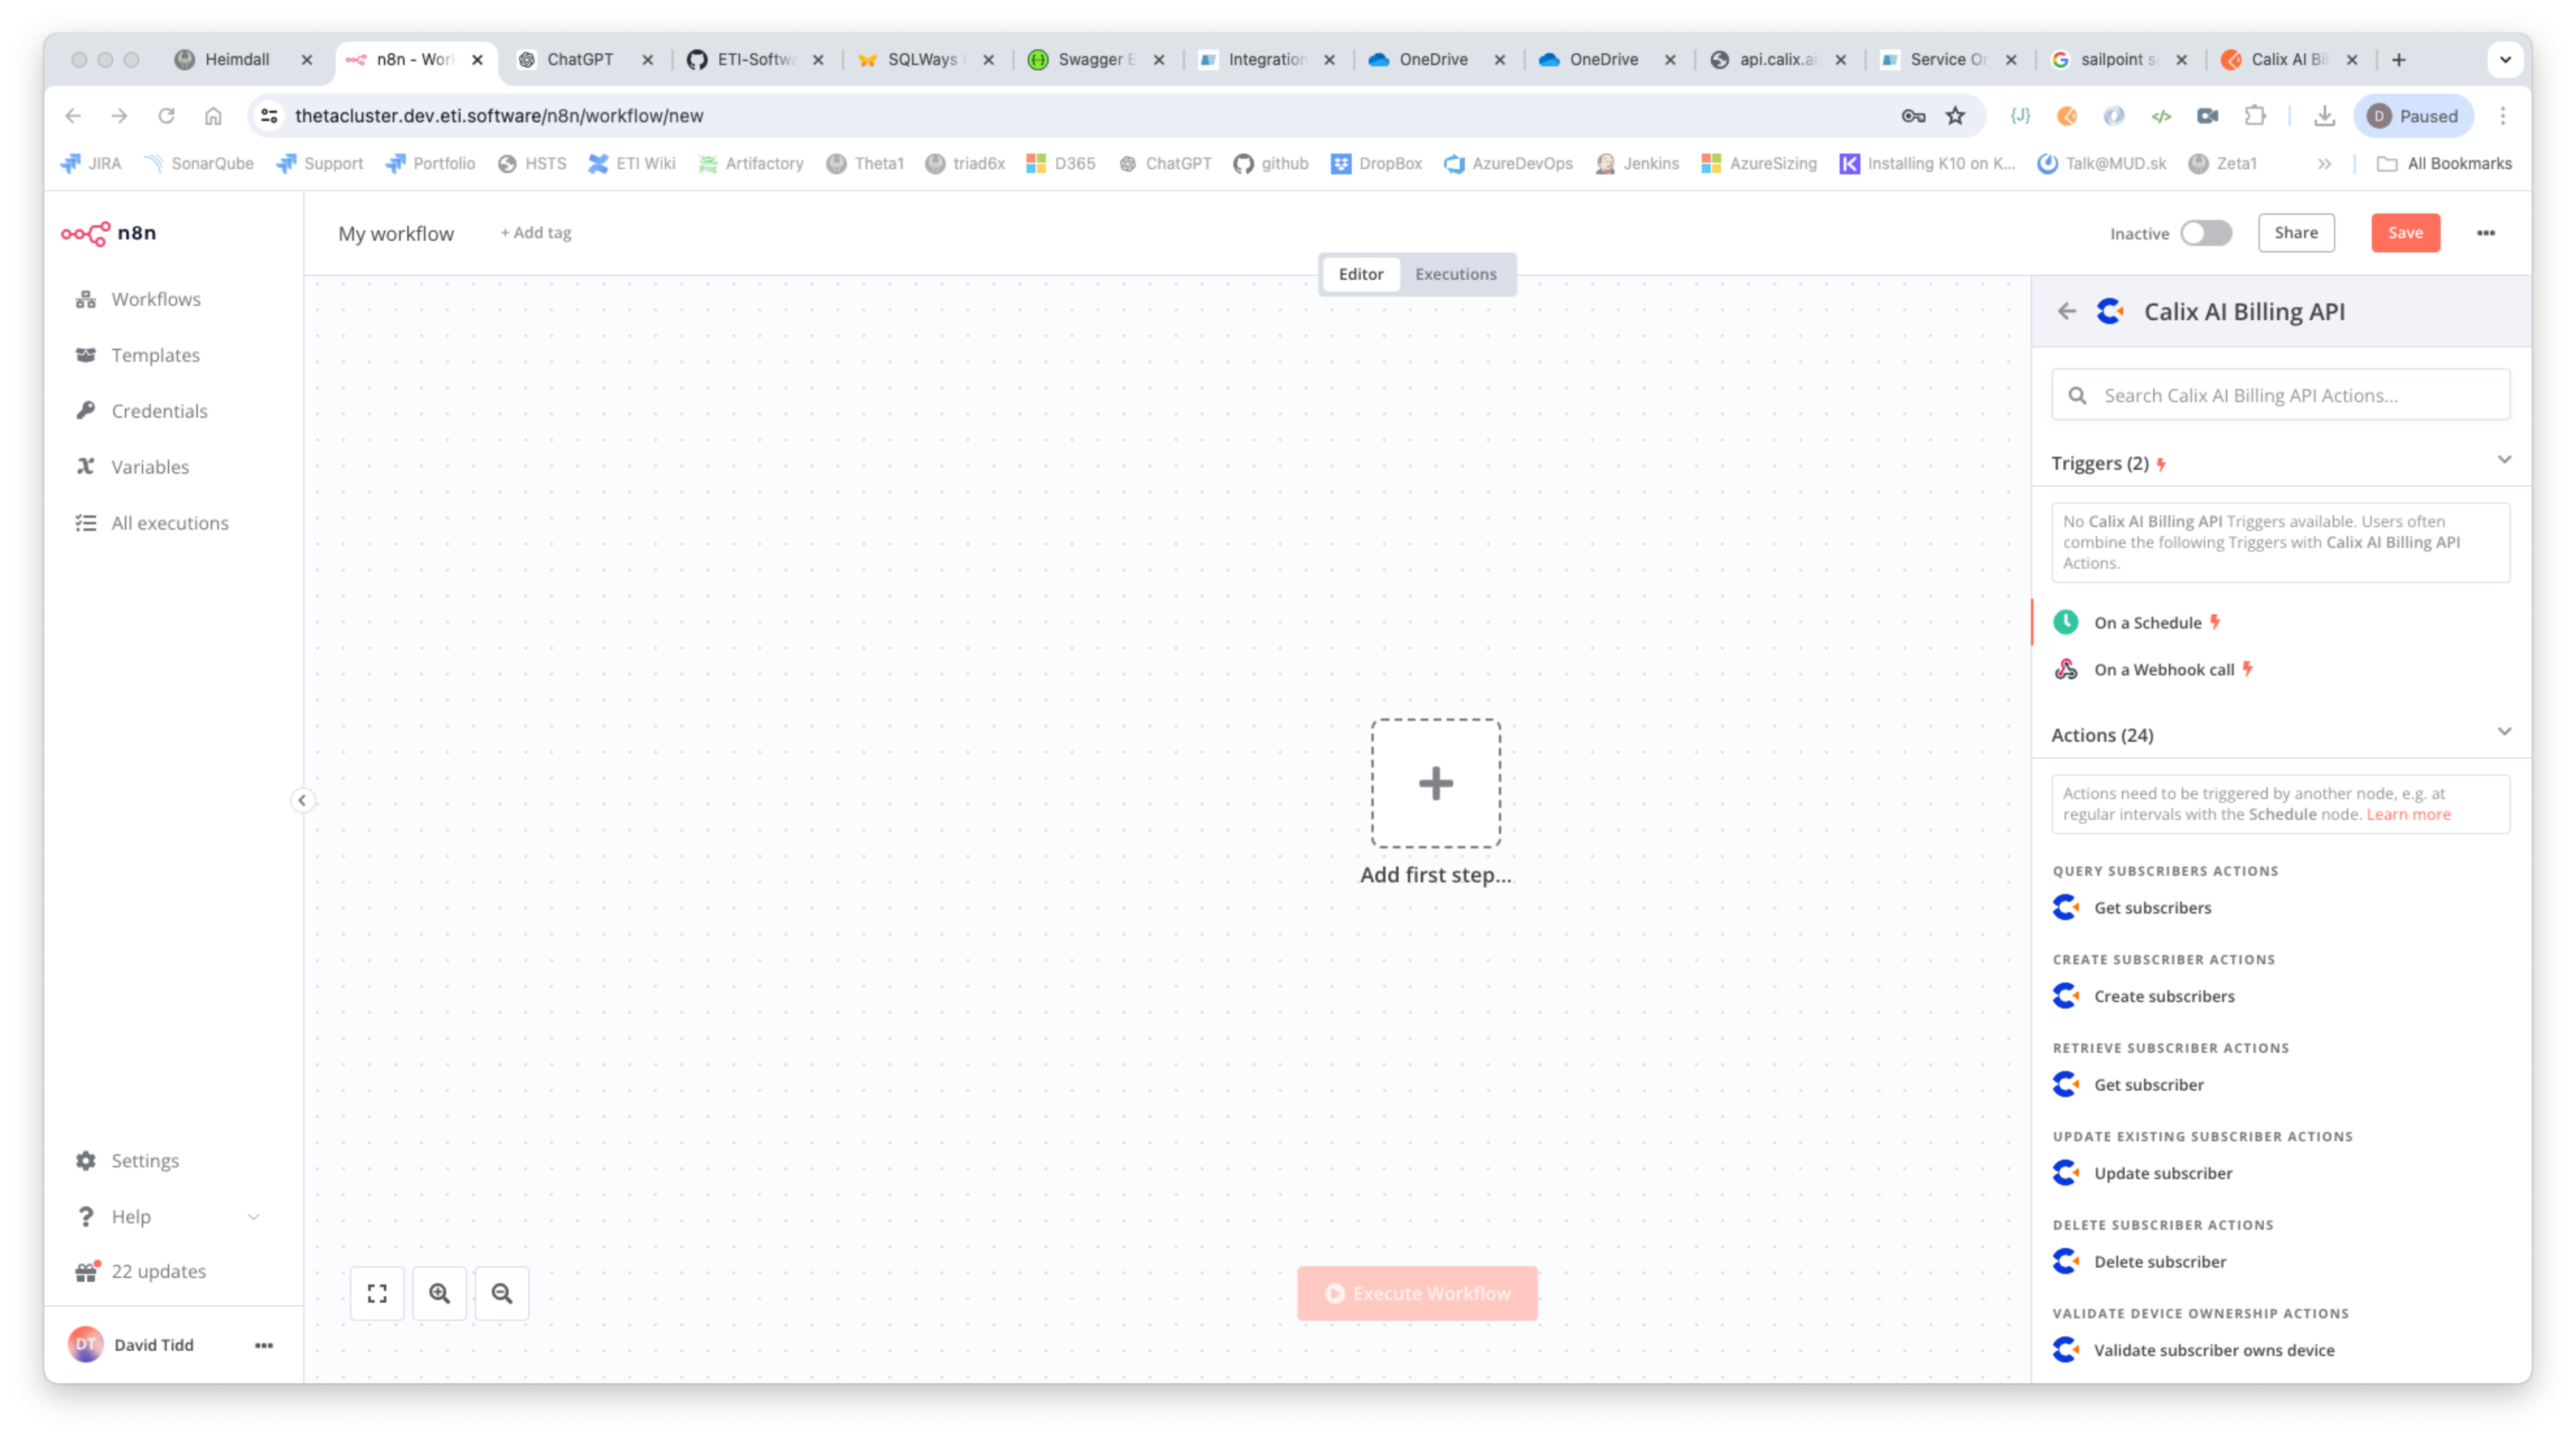 Heimdall
n8n - Wor
ChatGPT
ETI-Softwa
SQLWays
Swagger E
Integration
OneDrive
OneDrive
api.calix.ai
Service Or
sailpoint s
Calix AI Bil
thetacluster.dev.eti.software/n8n/workflow/new
{J}
</>
D Paused
JIRA
SonarQube
Support
Portfolio
HSTS
ETI Wiki
Artifactory
Theta1
triad6x
D365
ChatGPT
github
DropBox
AzureDevOps
Jenkins
AzureSizing
Installing K10 on K...
Talk@MUD.sk
Zeta1
All Bookmarks
n8n
My workflow
+ Add tag
Inactive
Share
Save
Editor
Executions
Workflows
Templates
Credentials
Variables
All executions
Add first step...
Execute Workflow
Settings
Help
22 updates
DT David Tidd
Calix AI Billing API
Search Calix AI Billing API Actions...
Triggers (2)
No Calix AI Billing API Triggers available. Users often
combine the following Triggers with Calix AI Billing API
Actions.
On a Schedule
On a Webhook call
Actions (24)
Actions need to be triggered by another node, e.g. at
regular intervals with the Schedule node. Learn more
QUERY SUBSCRIBERS ACTIONS
Get subscribers
CREATE SUBSCRIBER ACTIONS
Create subscribers
RETRIEVE SUBSCRIBER ACTIONS
Get subscriber
UPDATE EXISTING SUBSCRIBER ACTIONS
Update subscriber
DELETE SUBSCRIBER ACTIONS
Delete subscriber
VALIDATE DEVICE OWNERSHIP ACTIONS
Validate subscriber owns device